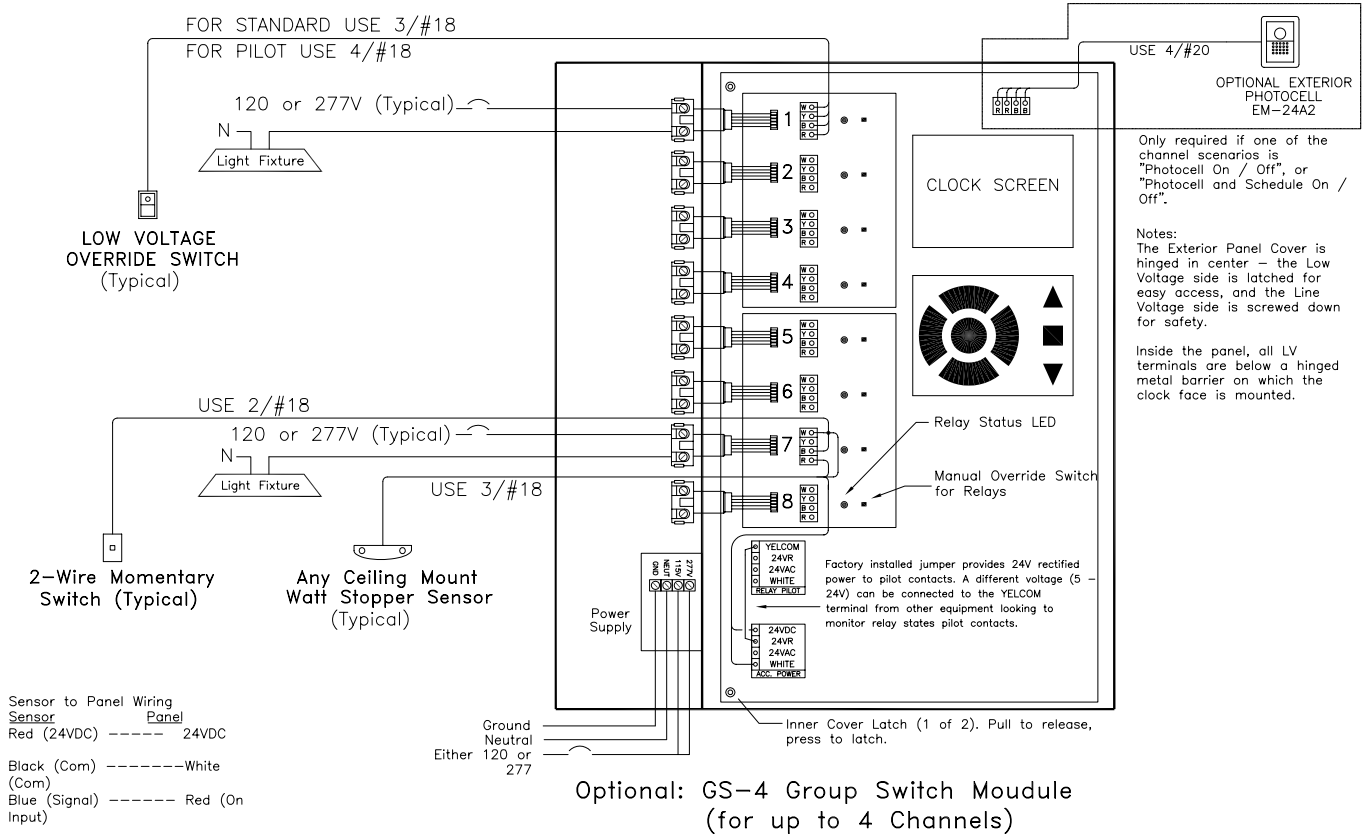 FOR STANDARD USE 3/#18
FOR PILOT USE 4/#18
120 or 277V (Typical)
N
Light Fixture
LOW VOLTAGE
OVERRIDE SWITCH
(Typical)
USE 2/#18
120 or 277V (Typical)
N
Light Fixture
USE 3/#18
2-Wire Momentary
Switch (Typical)
Any Ceiling Mount
Watt Stopper Sensor
(Typical)
Sensor to Panel Wiring
Sensor Panel
Red (24VDC) ----- 24VDC
Black (Com) -------White
(Com)
Blue (Signal) ------ Red (On
Input)
1
W
Y
B
R
2
W
Y
B
R
3
W
Y
B
R
4
W
Y
B
R
5
W
Y
B
R
6
W
Y
B
R
7
W
Y
B
R
8
W
Y
B
R
GND
NEUT
115V
277V
Power
Supply
Ground
Neutral
Either 120 or
277
YELCOM
24VR
24VAC
WHITE
RELAY PILOT
24VDC
24VR
24VAC
WHITE
ACC. POWER
Factory installed jumper provides 24V rectified
power to pilot contacts. A different voltage (5 -
24V) can be connected to the YELCOM
terminal from other equipment looking to
monitor relay states pilot contacts.
CLOCK SCREEN
Relay Status LED
Manual Override Switch
for Relays
Inner Cover Latch (1 of 2). Pull to release,
press to latch.
R R B B
USE 4/#20
OPTIONAL EXTERIOR
PHOTOCELL
EM-24A2
Only required if one of the
channel scenarios is
"Photocell On / Off", or
"Photocell and Schedule On /
Off".
Notes:
The Exterior Panel Cover is
hinged in center - the Low
Voltage side is latched for
easy access, and the Line
Voltage side is screwed down
for safety.
Inside the panel, all LV
terminals are below a hinged
metal barrier on which the
clock face is mounted.
Optional: GS-4 Group Switch Moudule
(for up to 4 Channels)